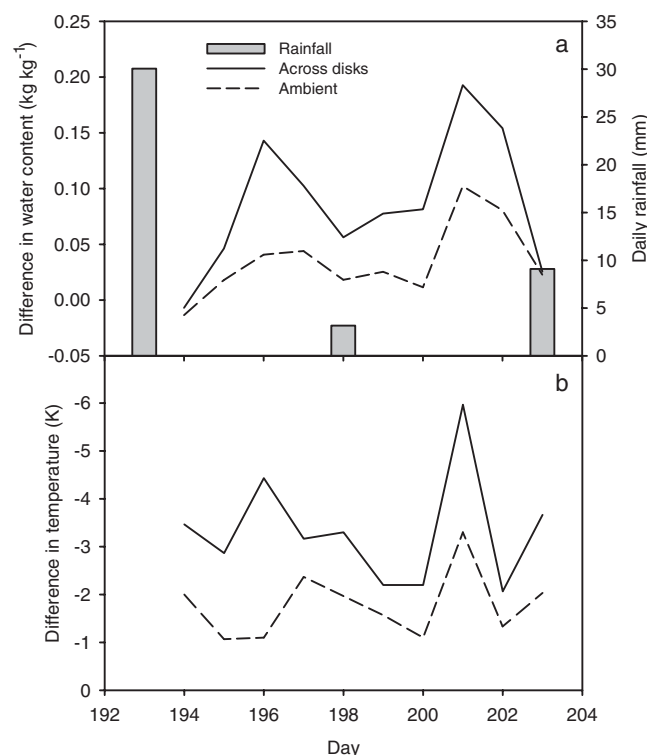 a
Rainfall
Across disks
Ambient
Difference in water content (kg kg-1)
0.25
0.20
0.15
0.10
0.05
0.00
-0.05
Daily rainfall (mm)
35
30
25
20
15
10
5
0
b
Difference in temperature (K)
-6
-5
-4
-3
-2
-1
0
192 194 196 198 200 202 204
Day